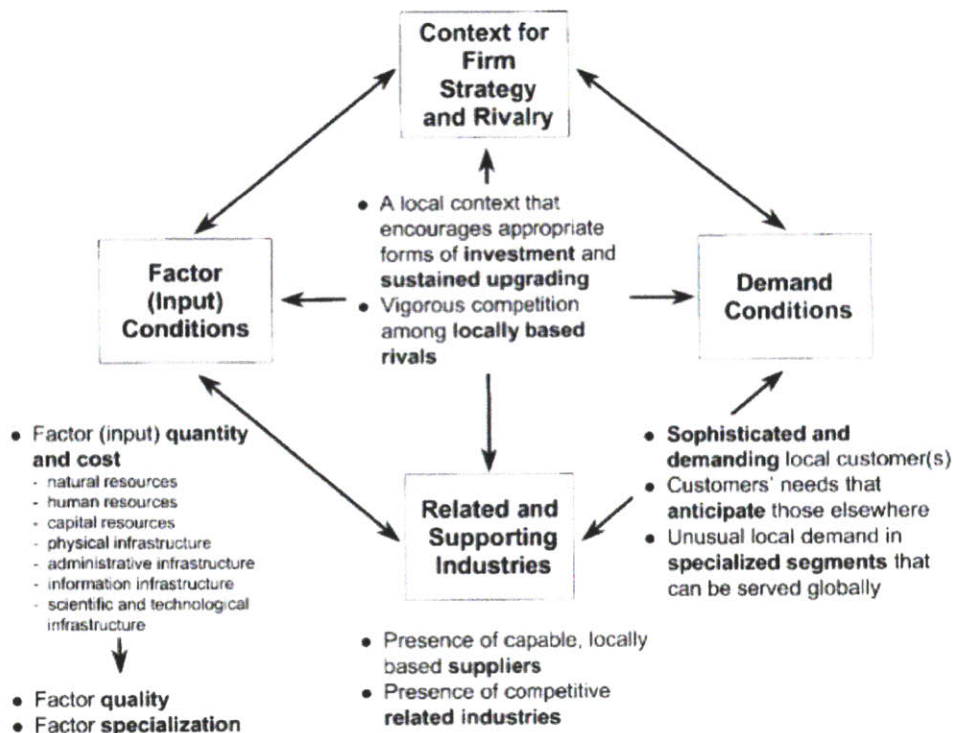 Context for
Firm
Strategy
and Rivalry
● A local context that
encourages appropriate
forms of investment and
sustained upgrading
● Vigorous competition
among locally based
rivals
Factor
(Input)
Conditions
Demand
Conditions
● Factor (input) quantity
and cost
- natural resources
- human resources
- capital resources
- physical infrastructure
- administrative infrastructure
- information infrastructure
- scientific and technological
infrastructure
● Factor quality
● Factor specialization
Related and
Supporting
Industries
● Presence of capable, locally
based suppliers
● Presence of competitive
related industries
● Sophisticated and
demanding local customer(s)
● Customers' needs that
anticipate those elsewhere
● Unusual local demand in
specialized segments that
can be served globally